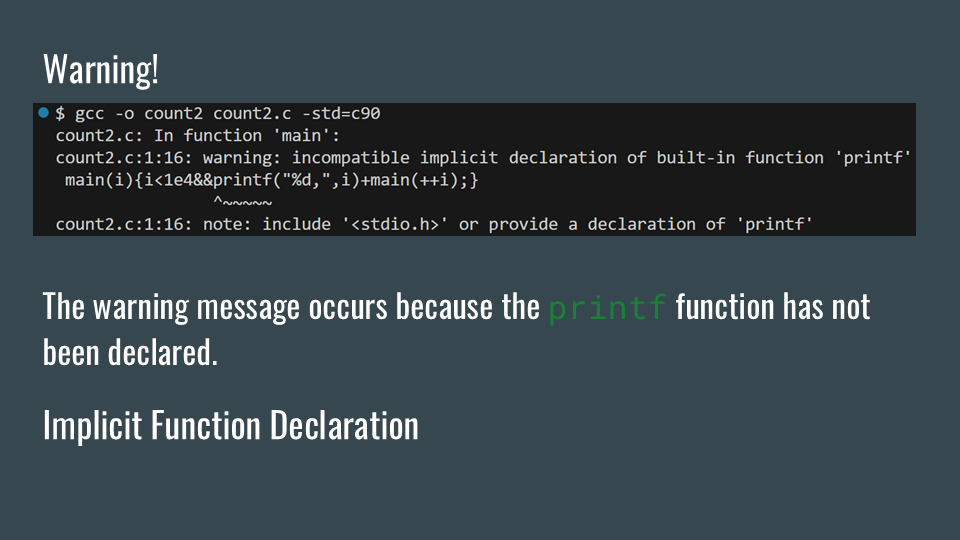 Warning!
$ gcc -o count2 count2.c -std=c90
count2.c: In function 'main':
count2.c:1:16: warning: incompatible implicit declaration of built-in function 'printf'
 main(i){i<1e4&&printf("%d,",i)+main(++i);}
                ^~~~~~
count2.c:1:16: note: include '<stdio.h>' or provide a declaration of 'printf'
The warning message occurs because the printf function has not
been declared.
Implicit Function Declaration